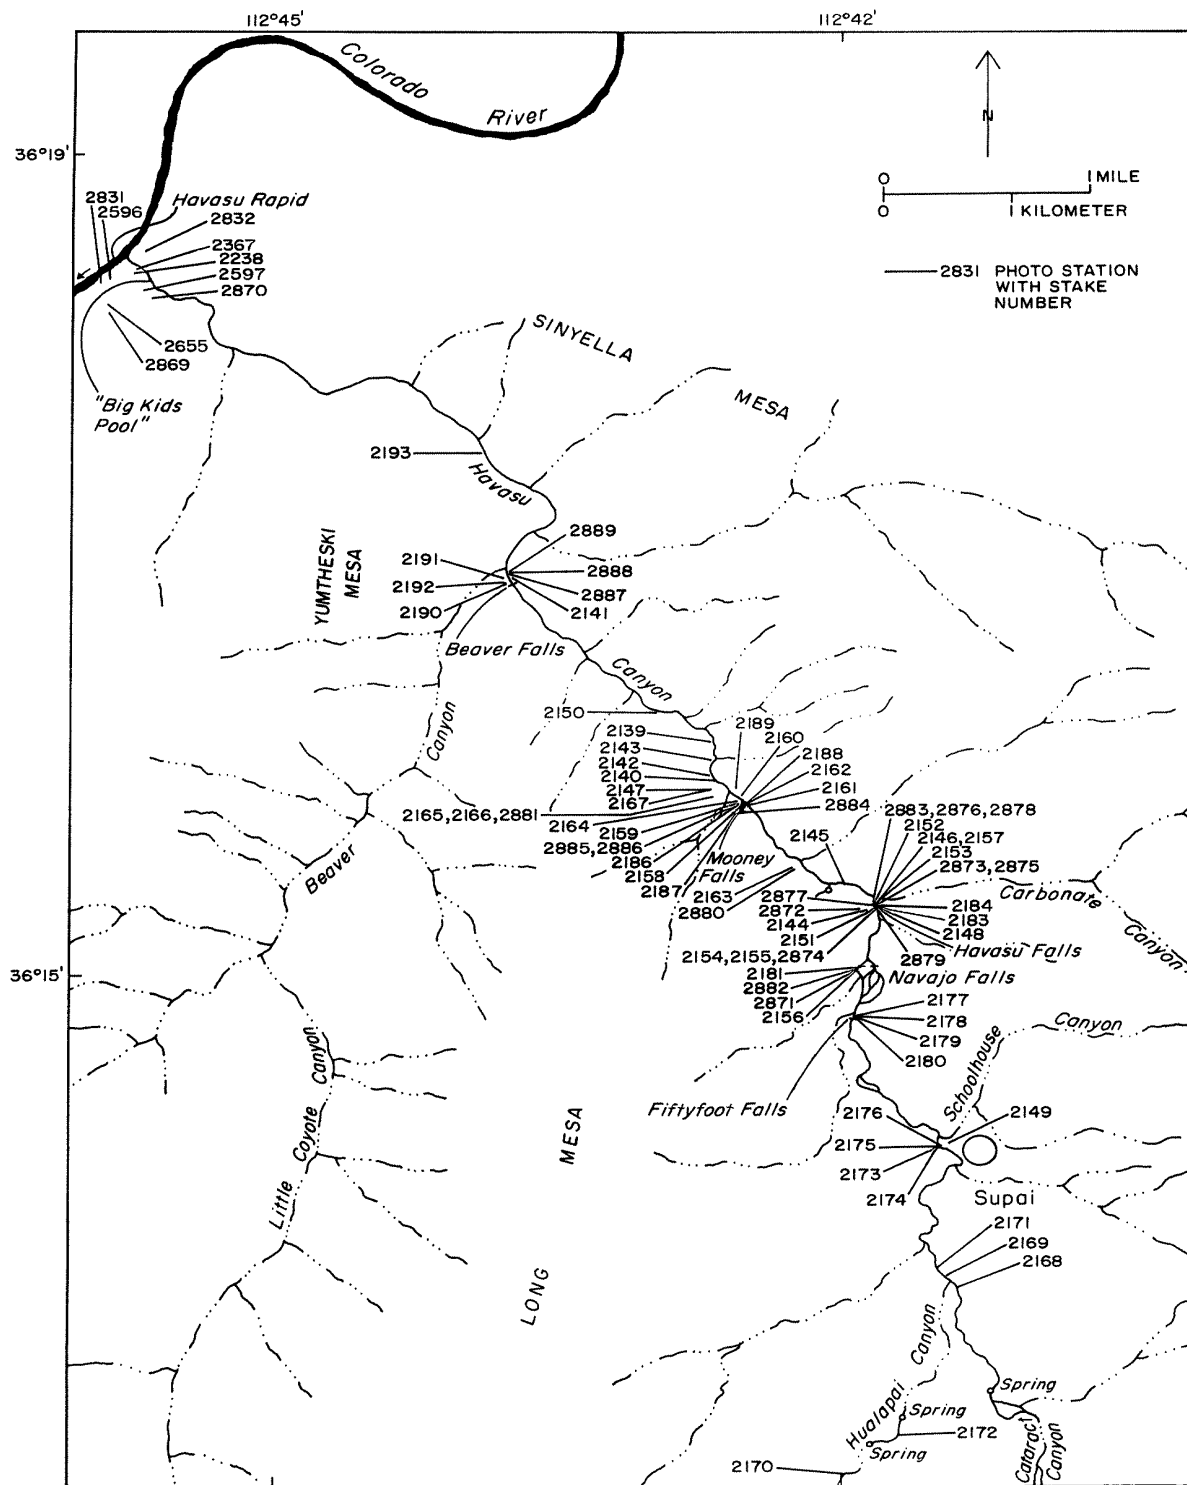 112°45'
112°42'
Colorado
River
N
36°19'
0 1 MILE
0 1 KILOMETER
2831 PHOTO STATION
WITH STAKE
NUMBER
2831
2596
Havasu Rapid
2832
2367
2238
2597
2870
2655
2869
"Big Kids
Pool"
SINYELLA
MESA
2193
Havasu
YUMTHESKI
MESA
2191
2192
2190
2889
2888
2887
2141
Beaver Falls
Canyon
2150
2139
2143
2142
2140
2147
2167
2165,2166,2881
2164
2159
2885,2886
2186
2158
2187
2189
2160
2188
2162
2161
2884
Mooney
Falls
2163
2880
2145
2883,2876,2878
2152
2146,2157
2153
2873,2875
2877
2872
2144
2151
2154,2155,2874
2184
2183
2148
2879
Carbonate
Canyon
Havasu Falls
Navajo Falls
Canyon
Beaver
36°15'
2181
2882
2871
2156
2177
2178
2179
2180
Fiftyfoot Falls
Schoolhouse
Canyon
Canyon
Coyote
Little
MESA
LONG
2176
2175
2173
2174
2149
Supai
2171
2169
2168
Canyon
Hualapai
Spring
Spring
Spring
2172
2170
Cataract
Canyon